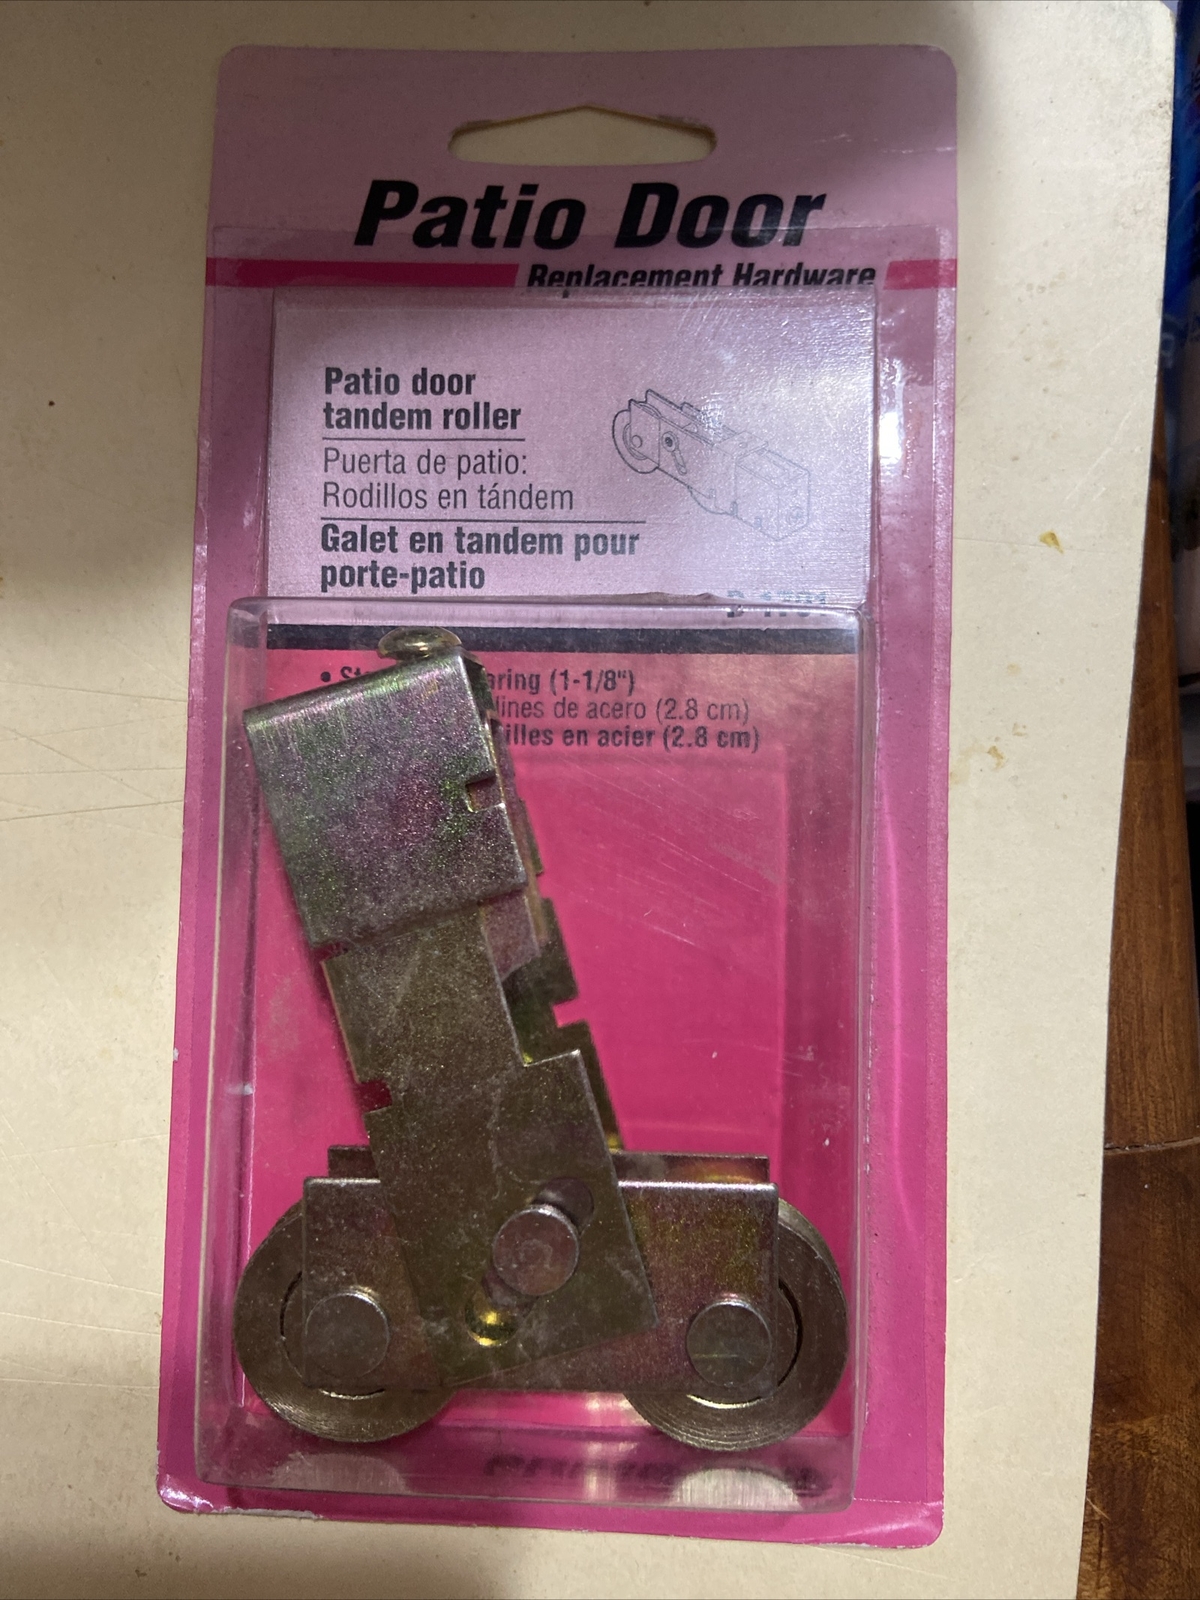 Patio Door
Replacement Hardware
Patio door
tandem roller
Puerta de patio:
Rodillos en tándem
Galet en tandem pour
porte-patio
(1-1/8")
de acero (2.8 cm)
en acier (2.8 cm)